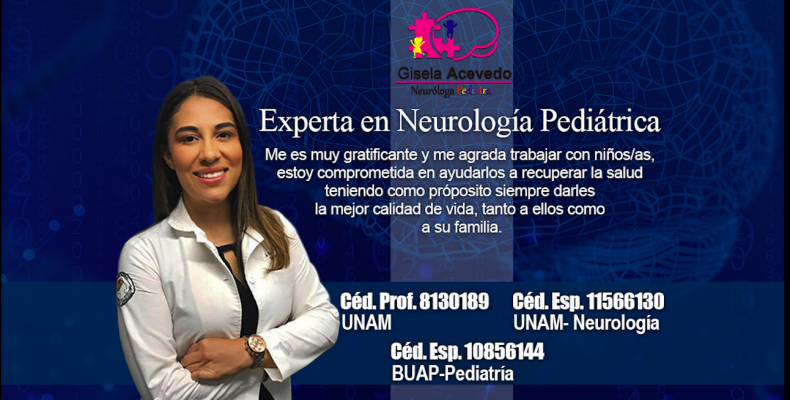 Gisela Acevedo
Neuróloga Pediatra
Experta en Neurología Pediátrica
Me es muy gratificante y me agrada trabajar con niños/as,
estoy comprometida en ayudarlos a recuperar la salud
teniendo como próposito siempre darles
la mejor calidad de vida, tanto a ellos como
a su familia.
Céd. Prof. 8130189
UNAM
Céd. Esp. 11566130
UNAM- Neurología
Céd. Esp. 10856144
BUAP-Pediatría